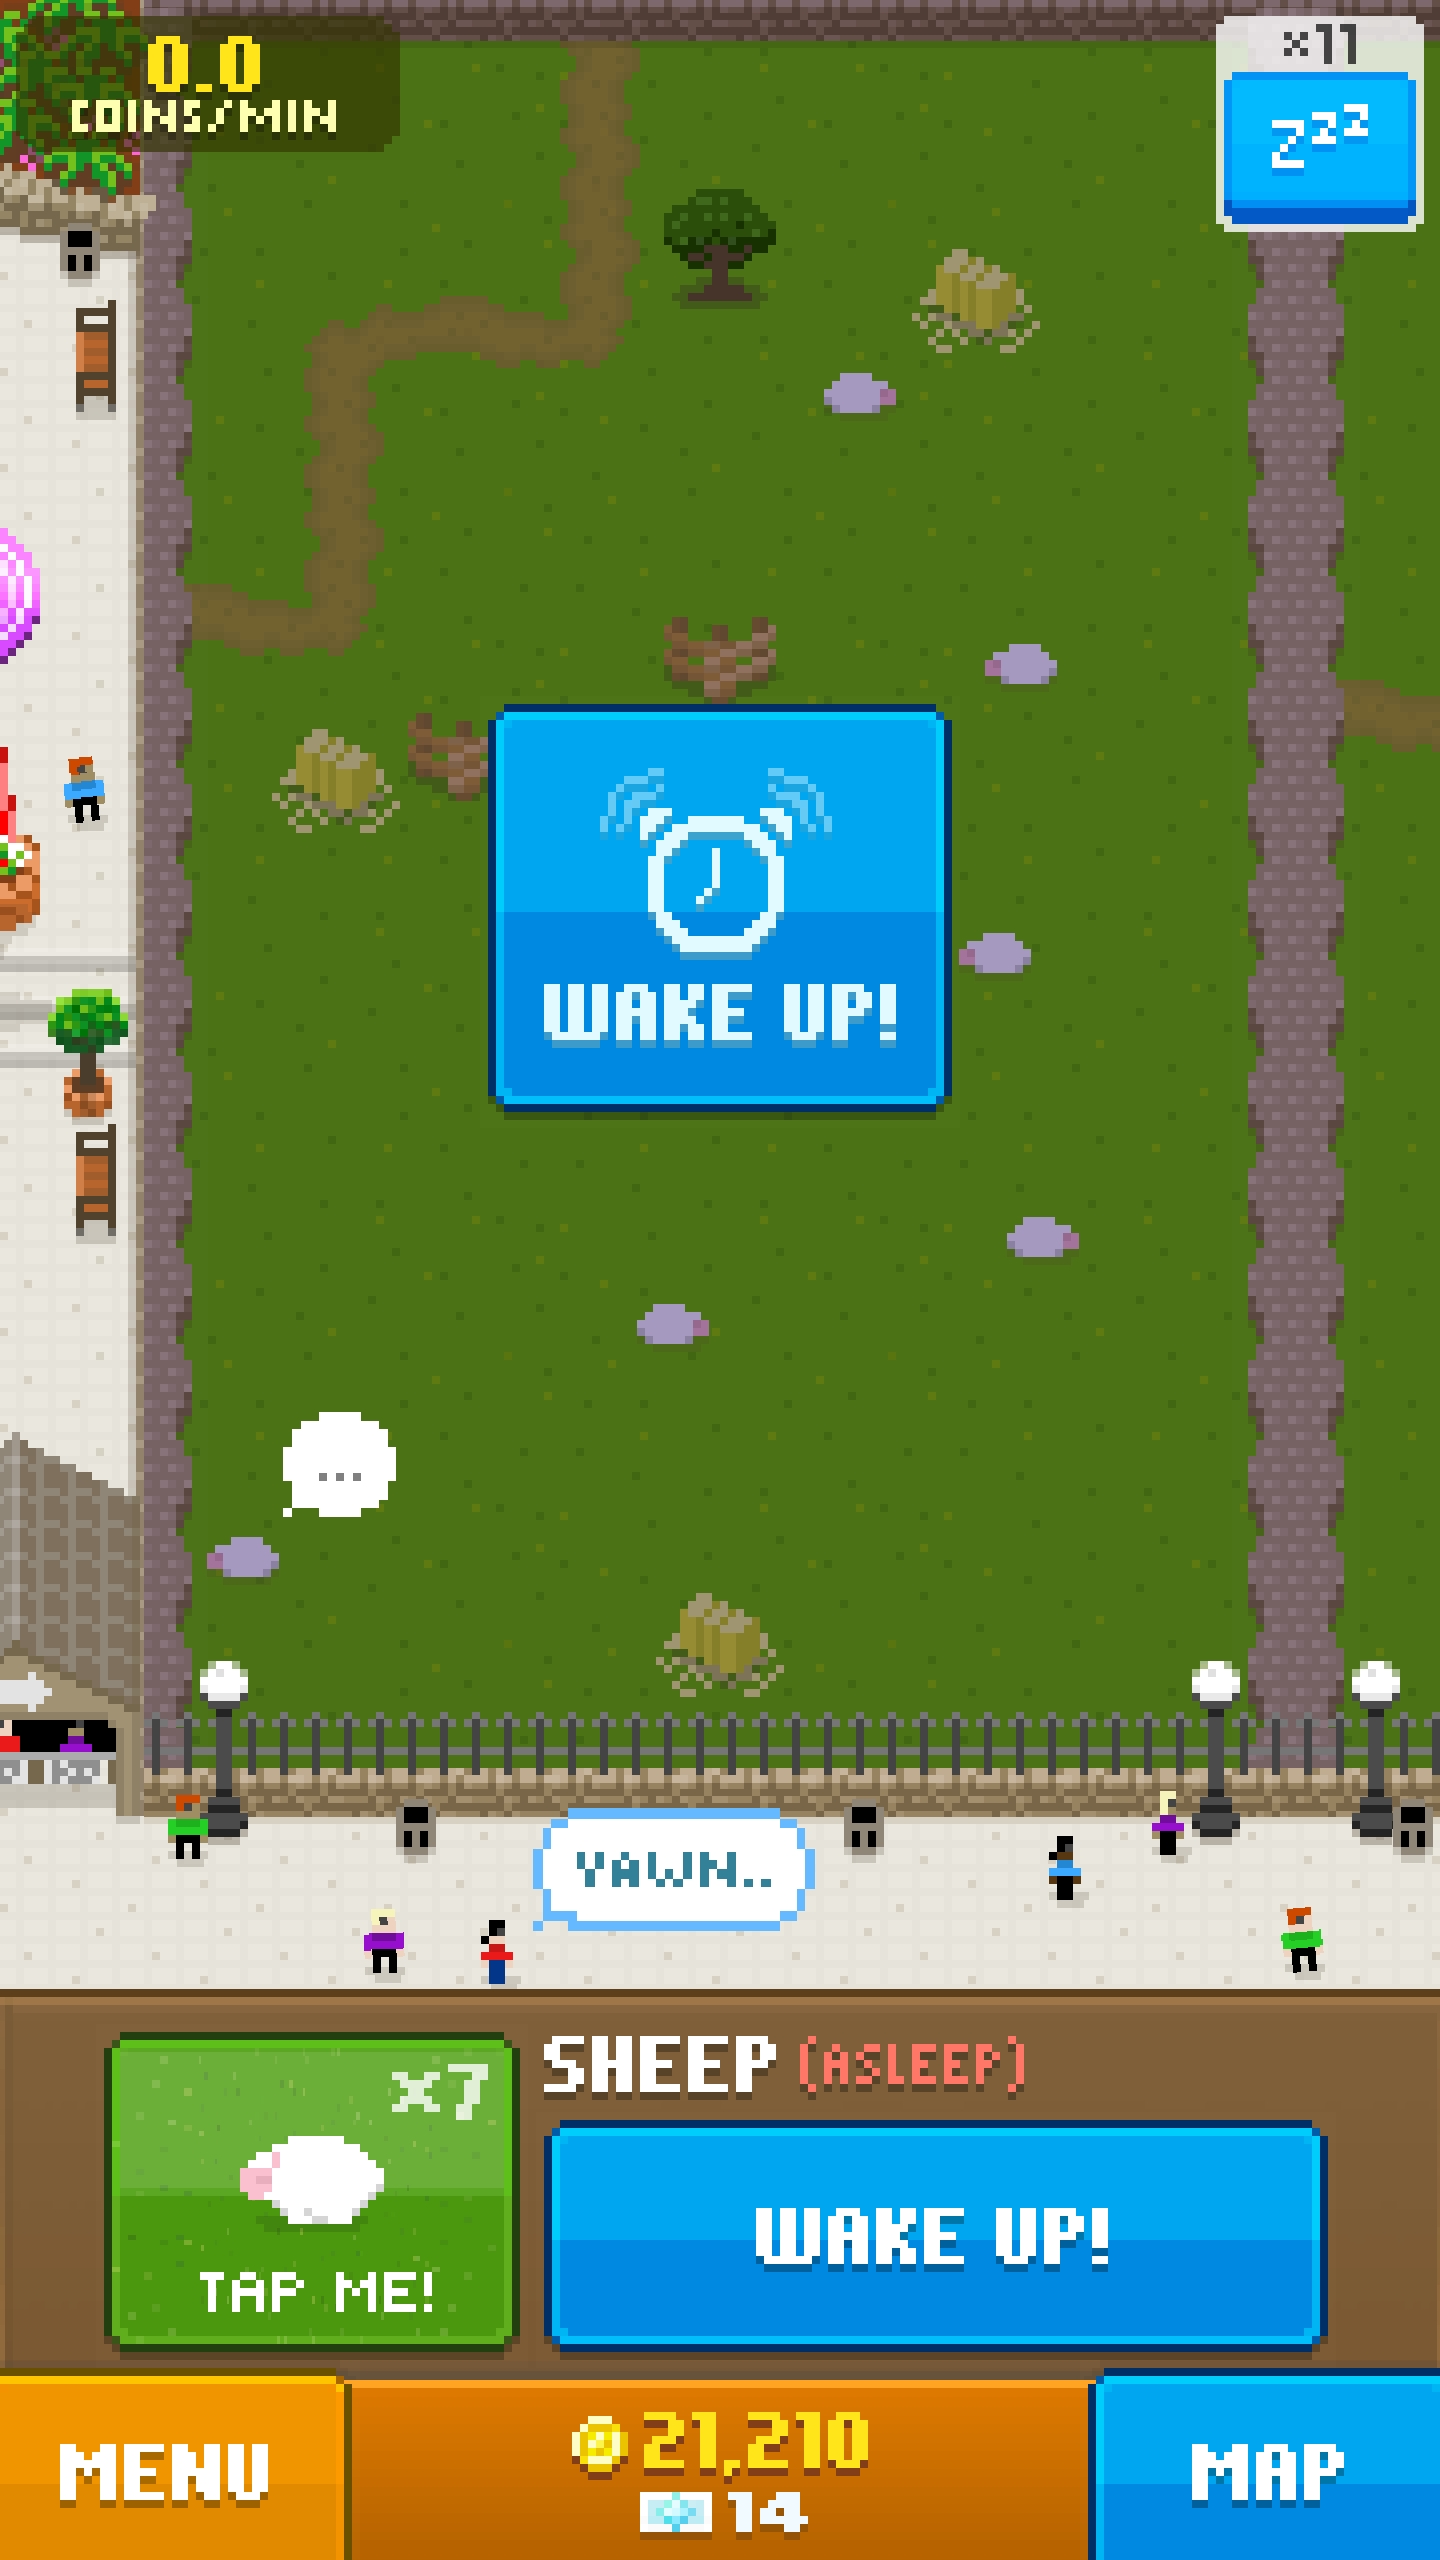 0.0
COINS/MIN
×11
zzz
WAKE UP!
...
YAWN..
SHEEP (ASLEEP)
×7
TAP ME!
WAKE UP!
MENU
21,210
14
MAP